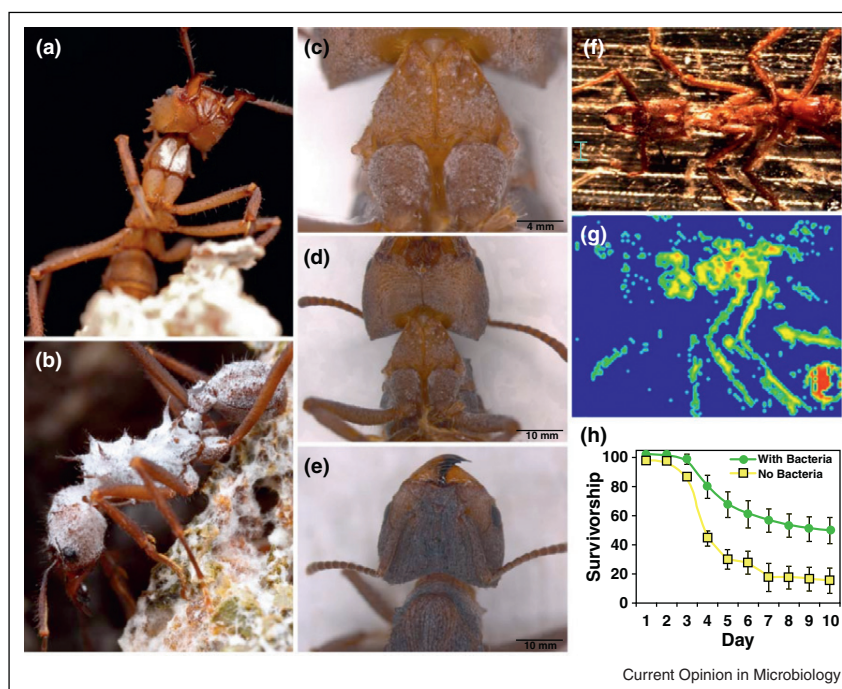 (a)
(b)
(c)
4 mm
(d)
10 mm
(e)
10 mm
(f)
(g)
(h)
With Bacteria
No Bacteria
Survivorship
100
80
60
40
20
0
1 2 3 4 5 6 7 8 9 10
Day
Current Opinion in Microbiology